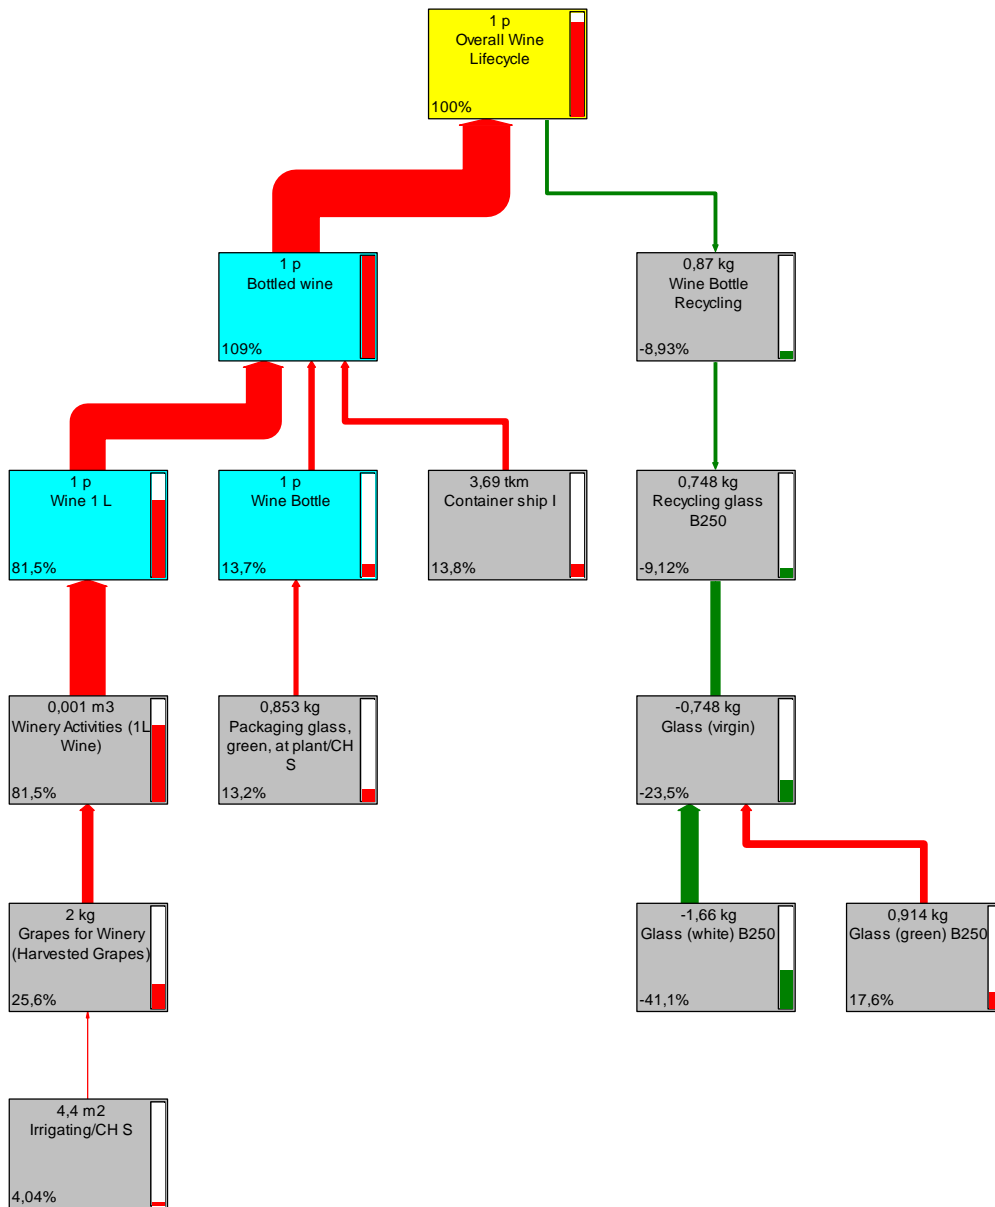 1 p
Overall Wine
Lifecycle
100%
1 p
Bottled wine
109%
0,87 kg
Wine Bottle
Recycling
-8,93%
1 p
Wine 1 L
81,5%
1 p
Wine Bottle
13,7%
3,69 tkm
Container ship I
13,8%
0,748 kg
Recycling glass
B250
-9,12%
0,001 m3
Winery Activities (1L
Wine)
81,5%
0,853 kg
Packaging glass,
green, at plant/CH
S
13,2%
-0,748 kg
Glass (virgin)
-23,5%
2 kg
Grapes for Winery
(Harvested Grapes)
25,6%
-1,66 kg
Glass (white) B250
-41,1%
0,914 kg
Glass (green) B250
17,6%
4,4 m2
Irrigating/CH S
4,04%